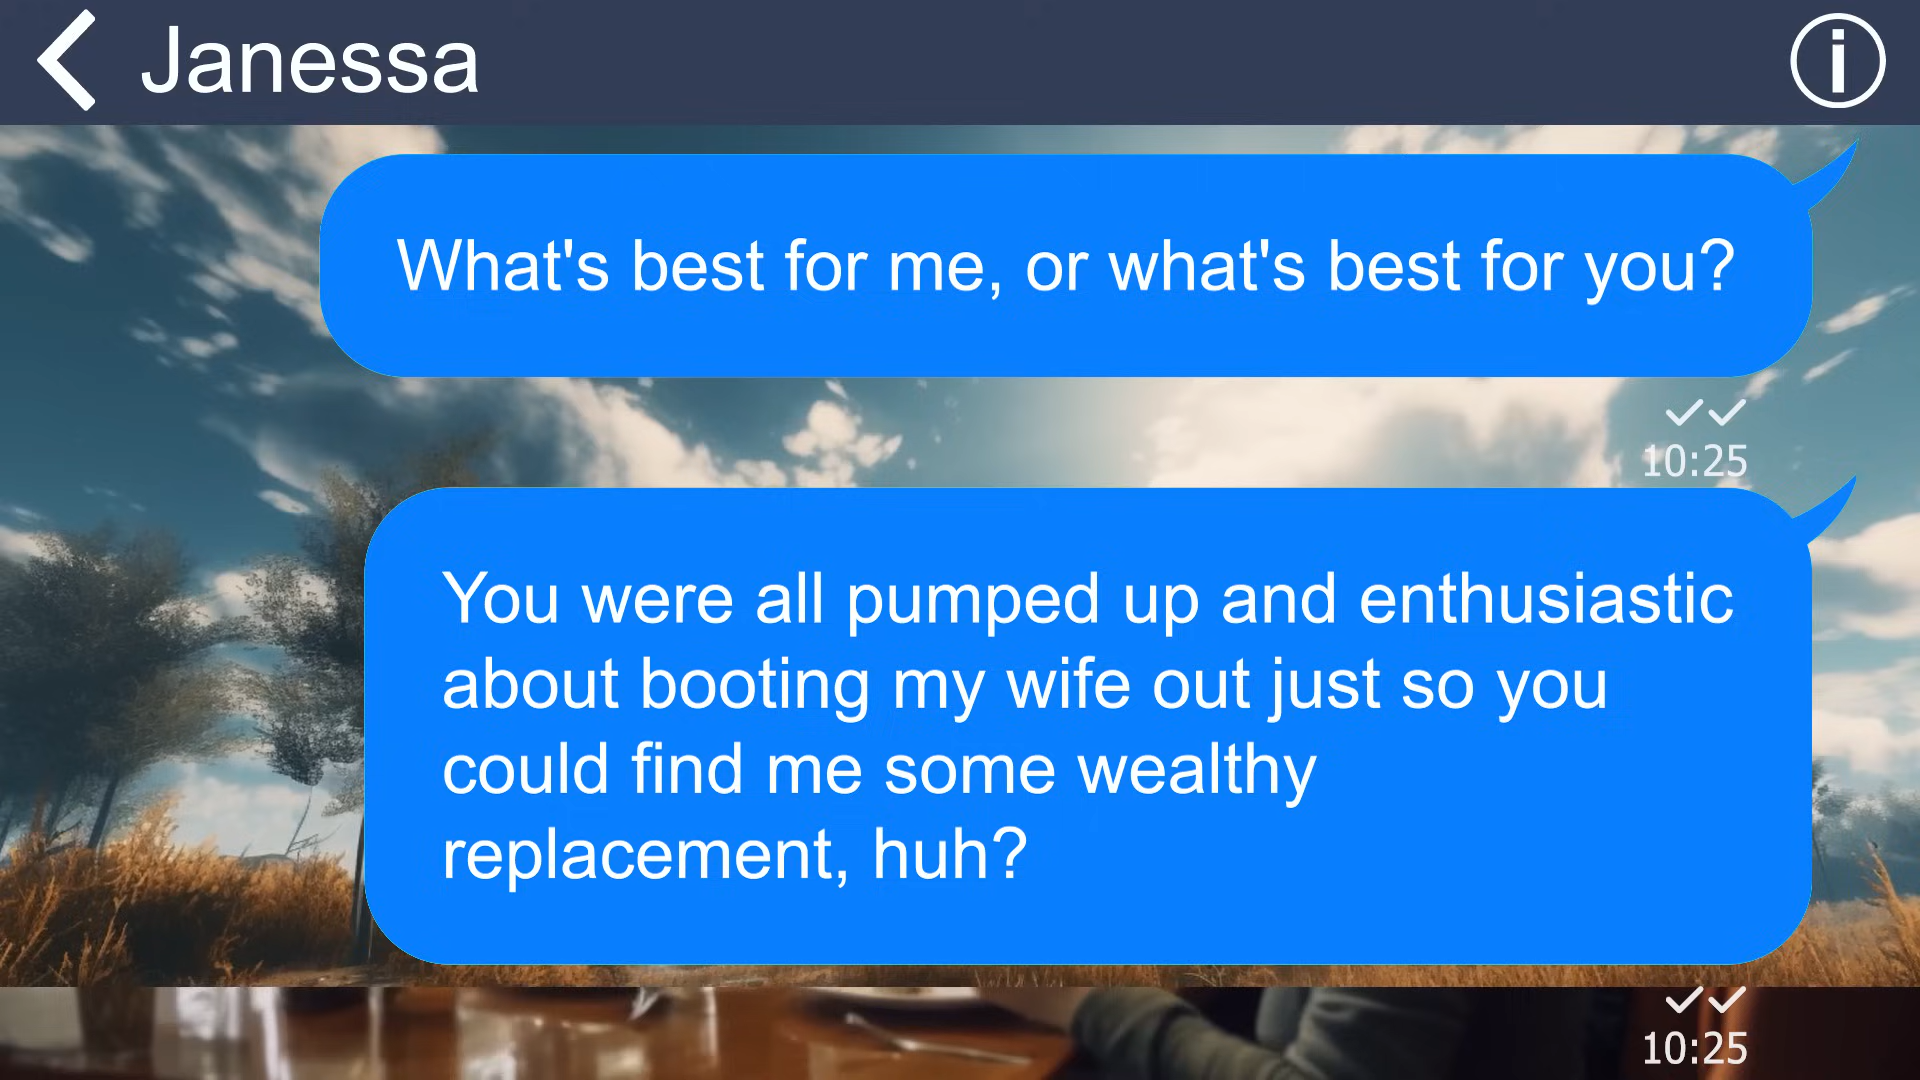 Janessa
What's best for me, or what's best for you?
10:25
You were all pumped up and enthusiastic
about booting my wife out just so you
could find me some wealthy
replacement, huh?
10:25